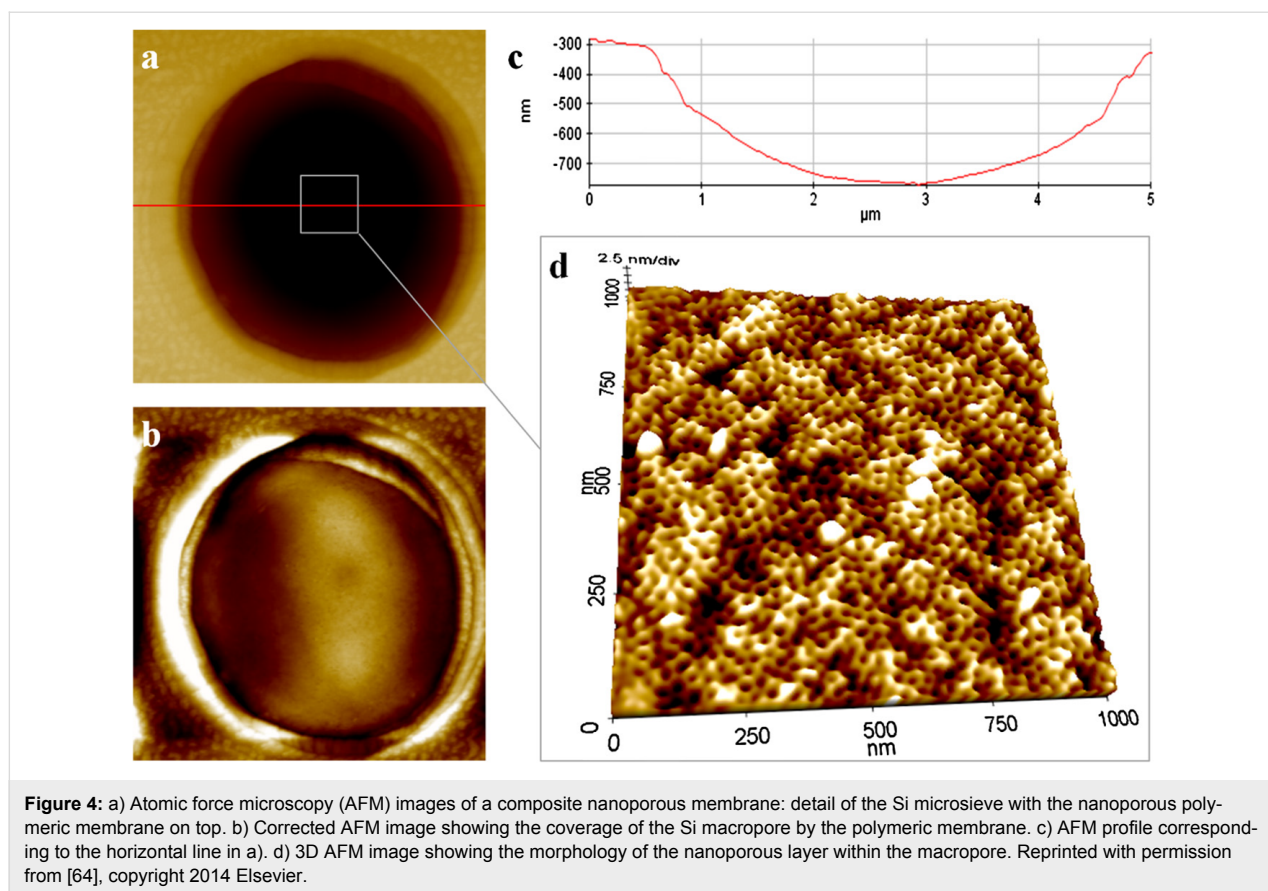 a
c
-300
-400
-500
-600
-700
nm
0 1 2 3 4 5
µm
b
d
2.5 nm/div
1000
750
500
nm
250
0
0 250 500 750 1000
nm
Figure 4: a) Atomic force microscopy (AFM) images of a composite nanoporous membrane: detail of the Si microsieve with the nanoporous poly-
meric membrane on top. b) Corrected AFM image showing the coverage of the Si macropore by the polymeric membrane. c) AFM profile correspond-
ing to the horizontal line in a). d) 3D AFM image showing the morphology of the nanoporous layer within the macropore. Reprinted with permission
from [64], copyright 2014 Elsevier.